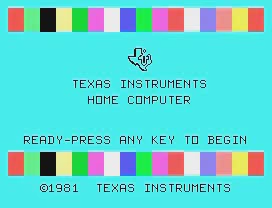 TEXAS INSTRUMENTS
HOME COMPUTER
READY-PRESS ANY KEY TO BEGIN
©1981 TEXAS INSTRUMENTS